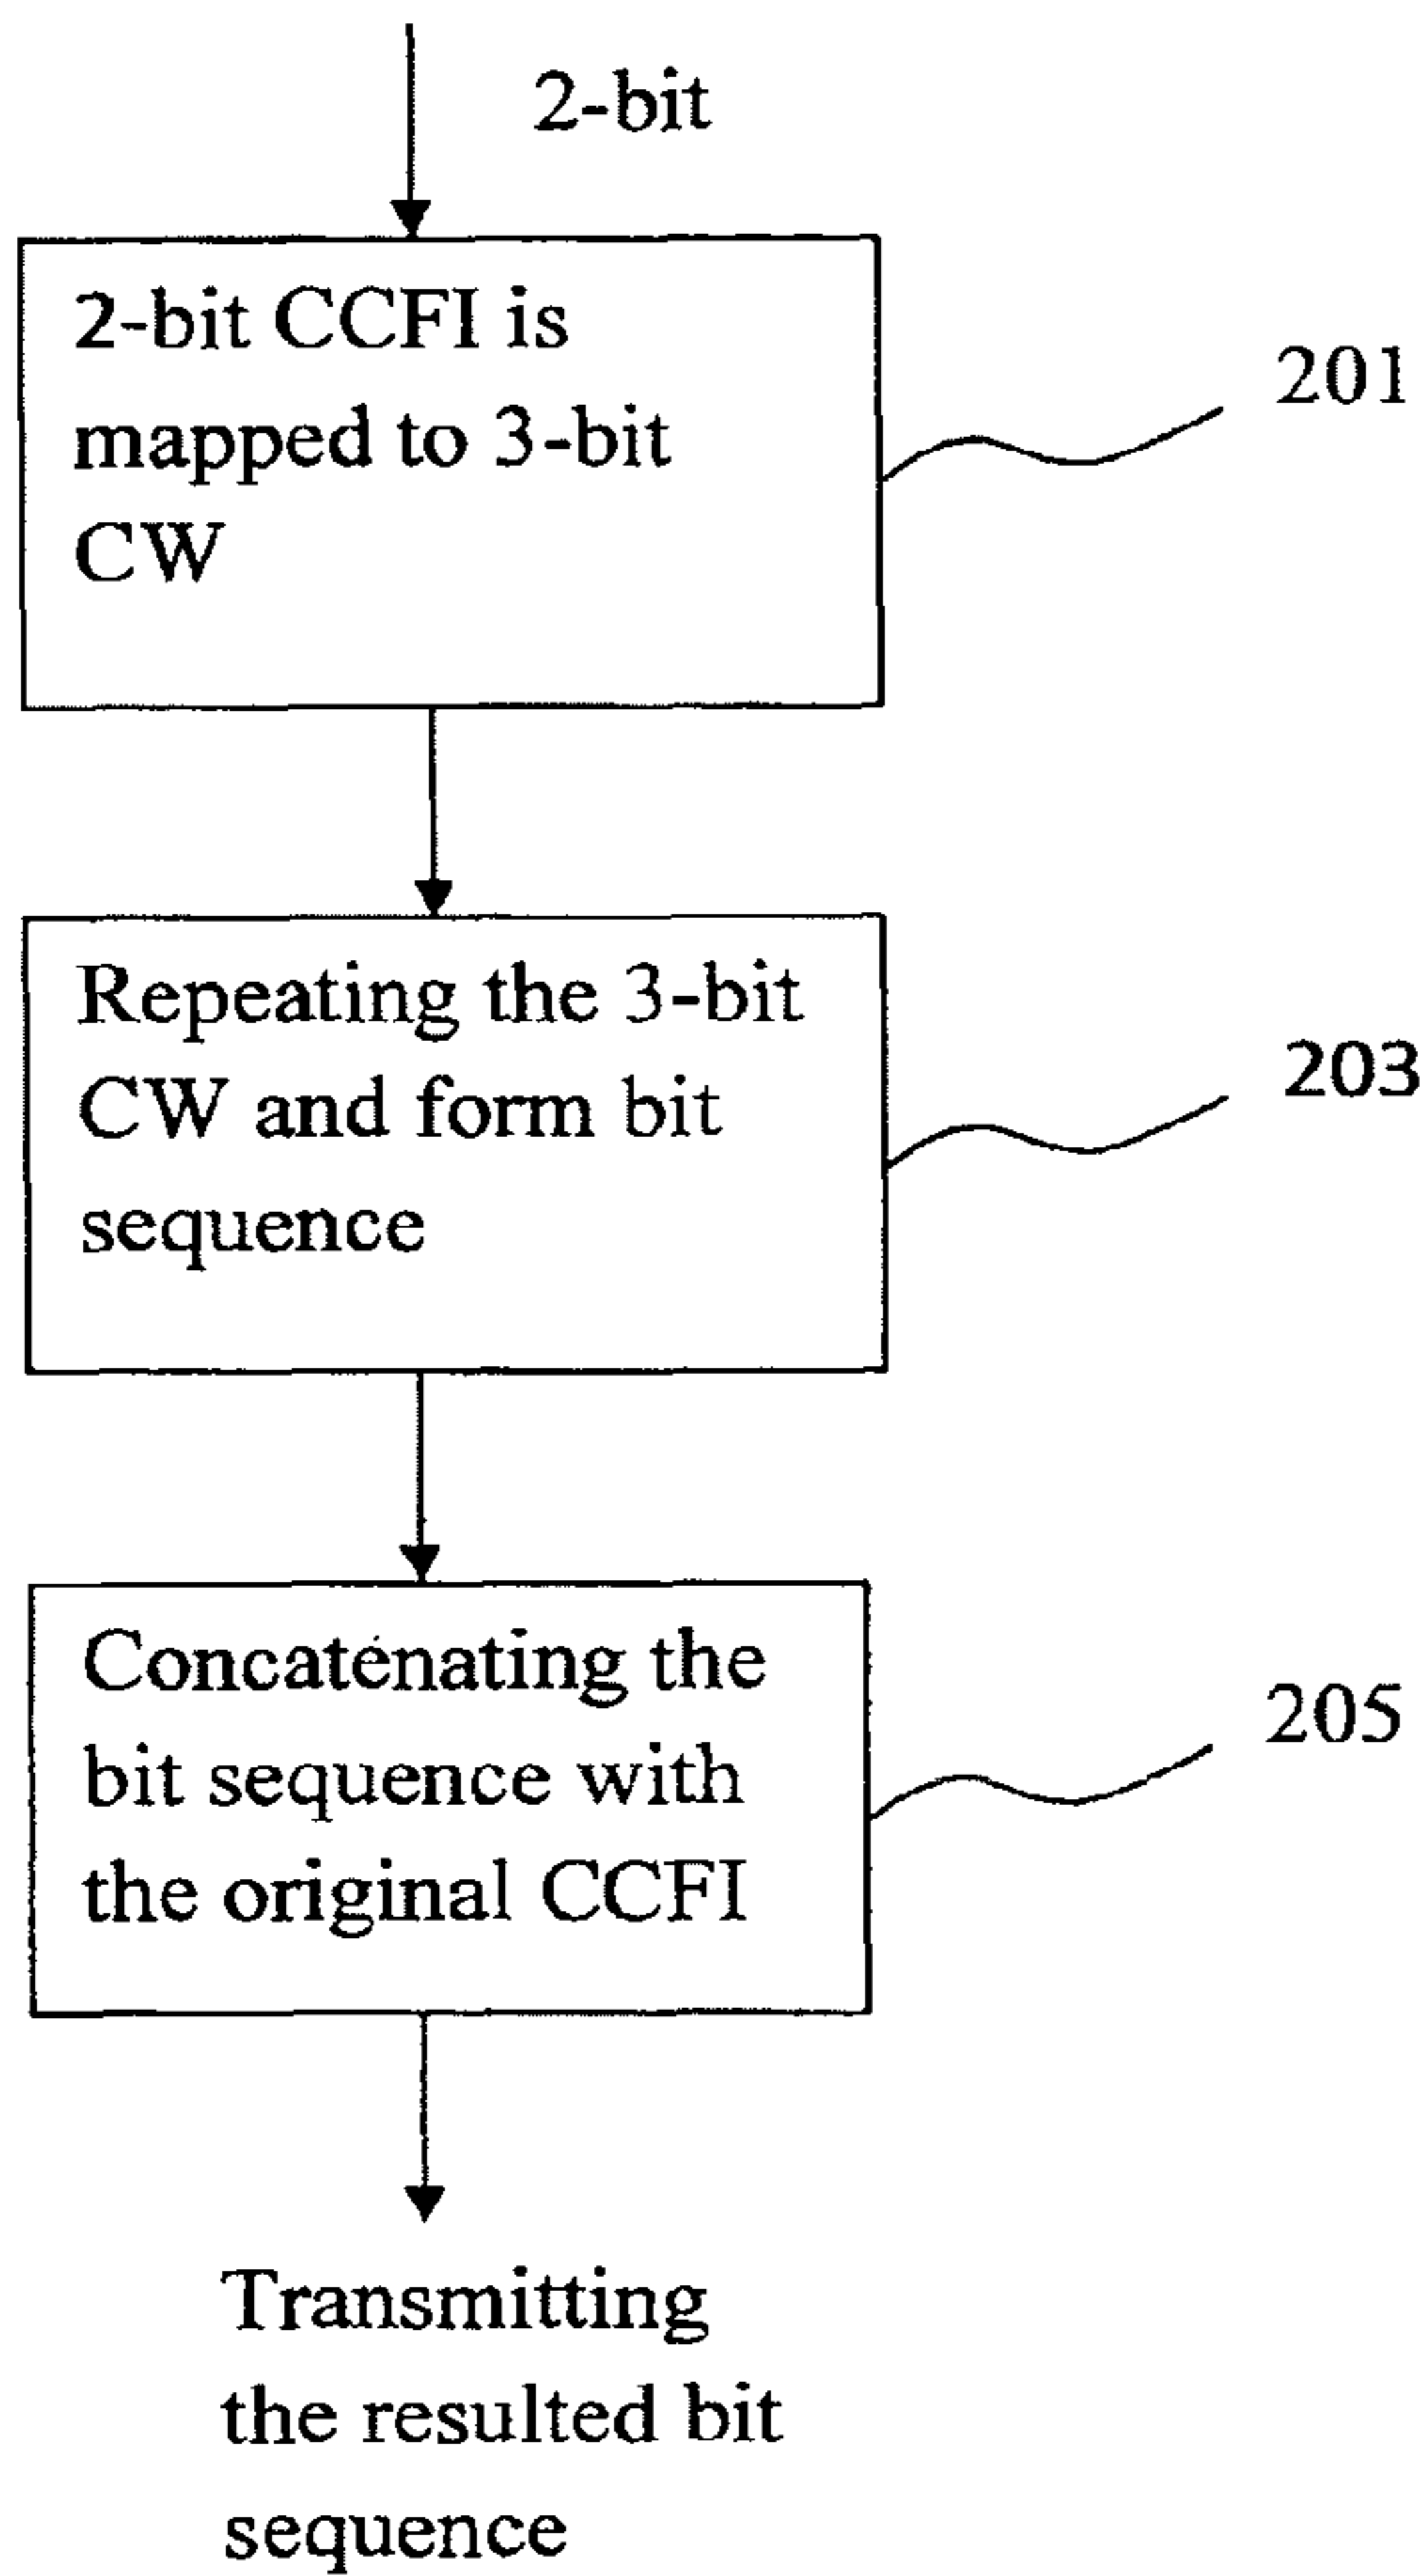 2-bit
2-bit CCFI is
mapped to 3-bit
CW
201
Repeating the 3-bit
CW and form bit
sequence
203
Concatenating the
bit sequence with
the original CCFI
205
Transmitting
the resulted bit
sequence